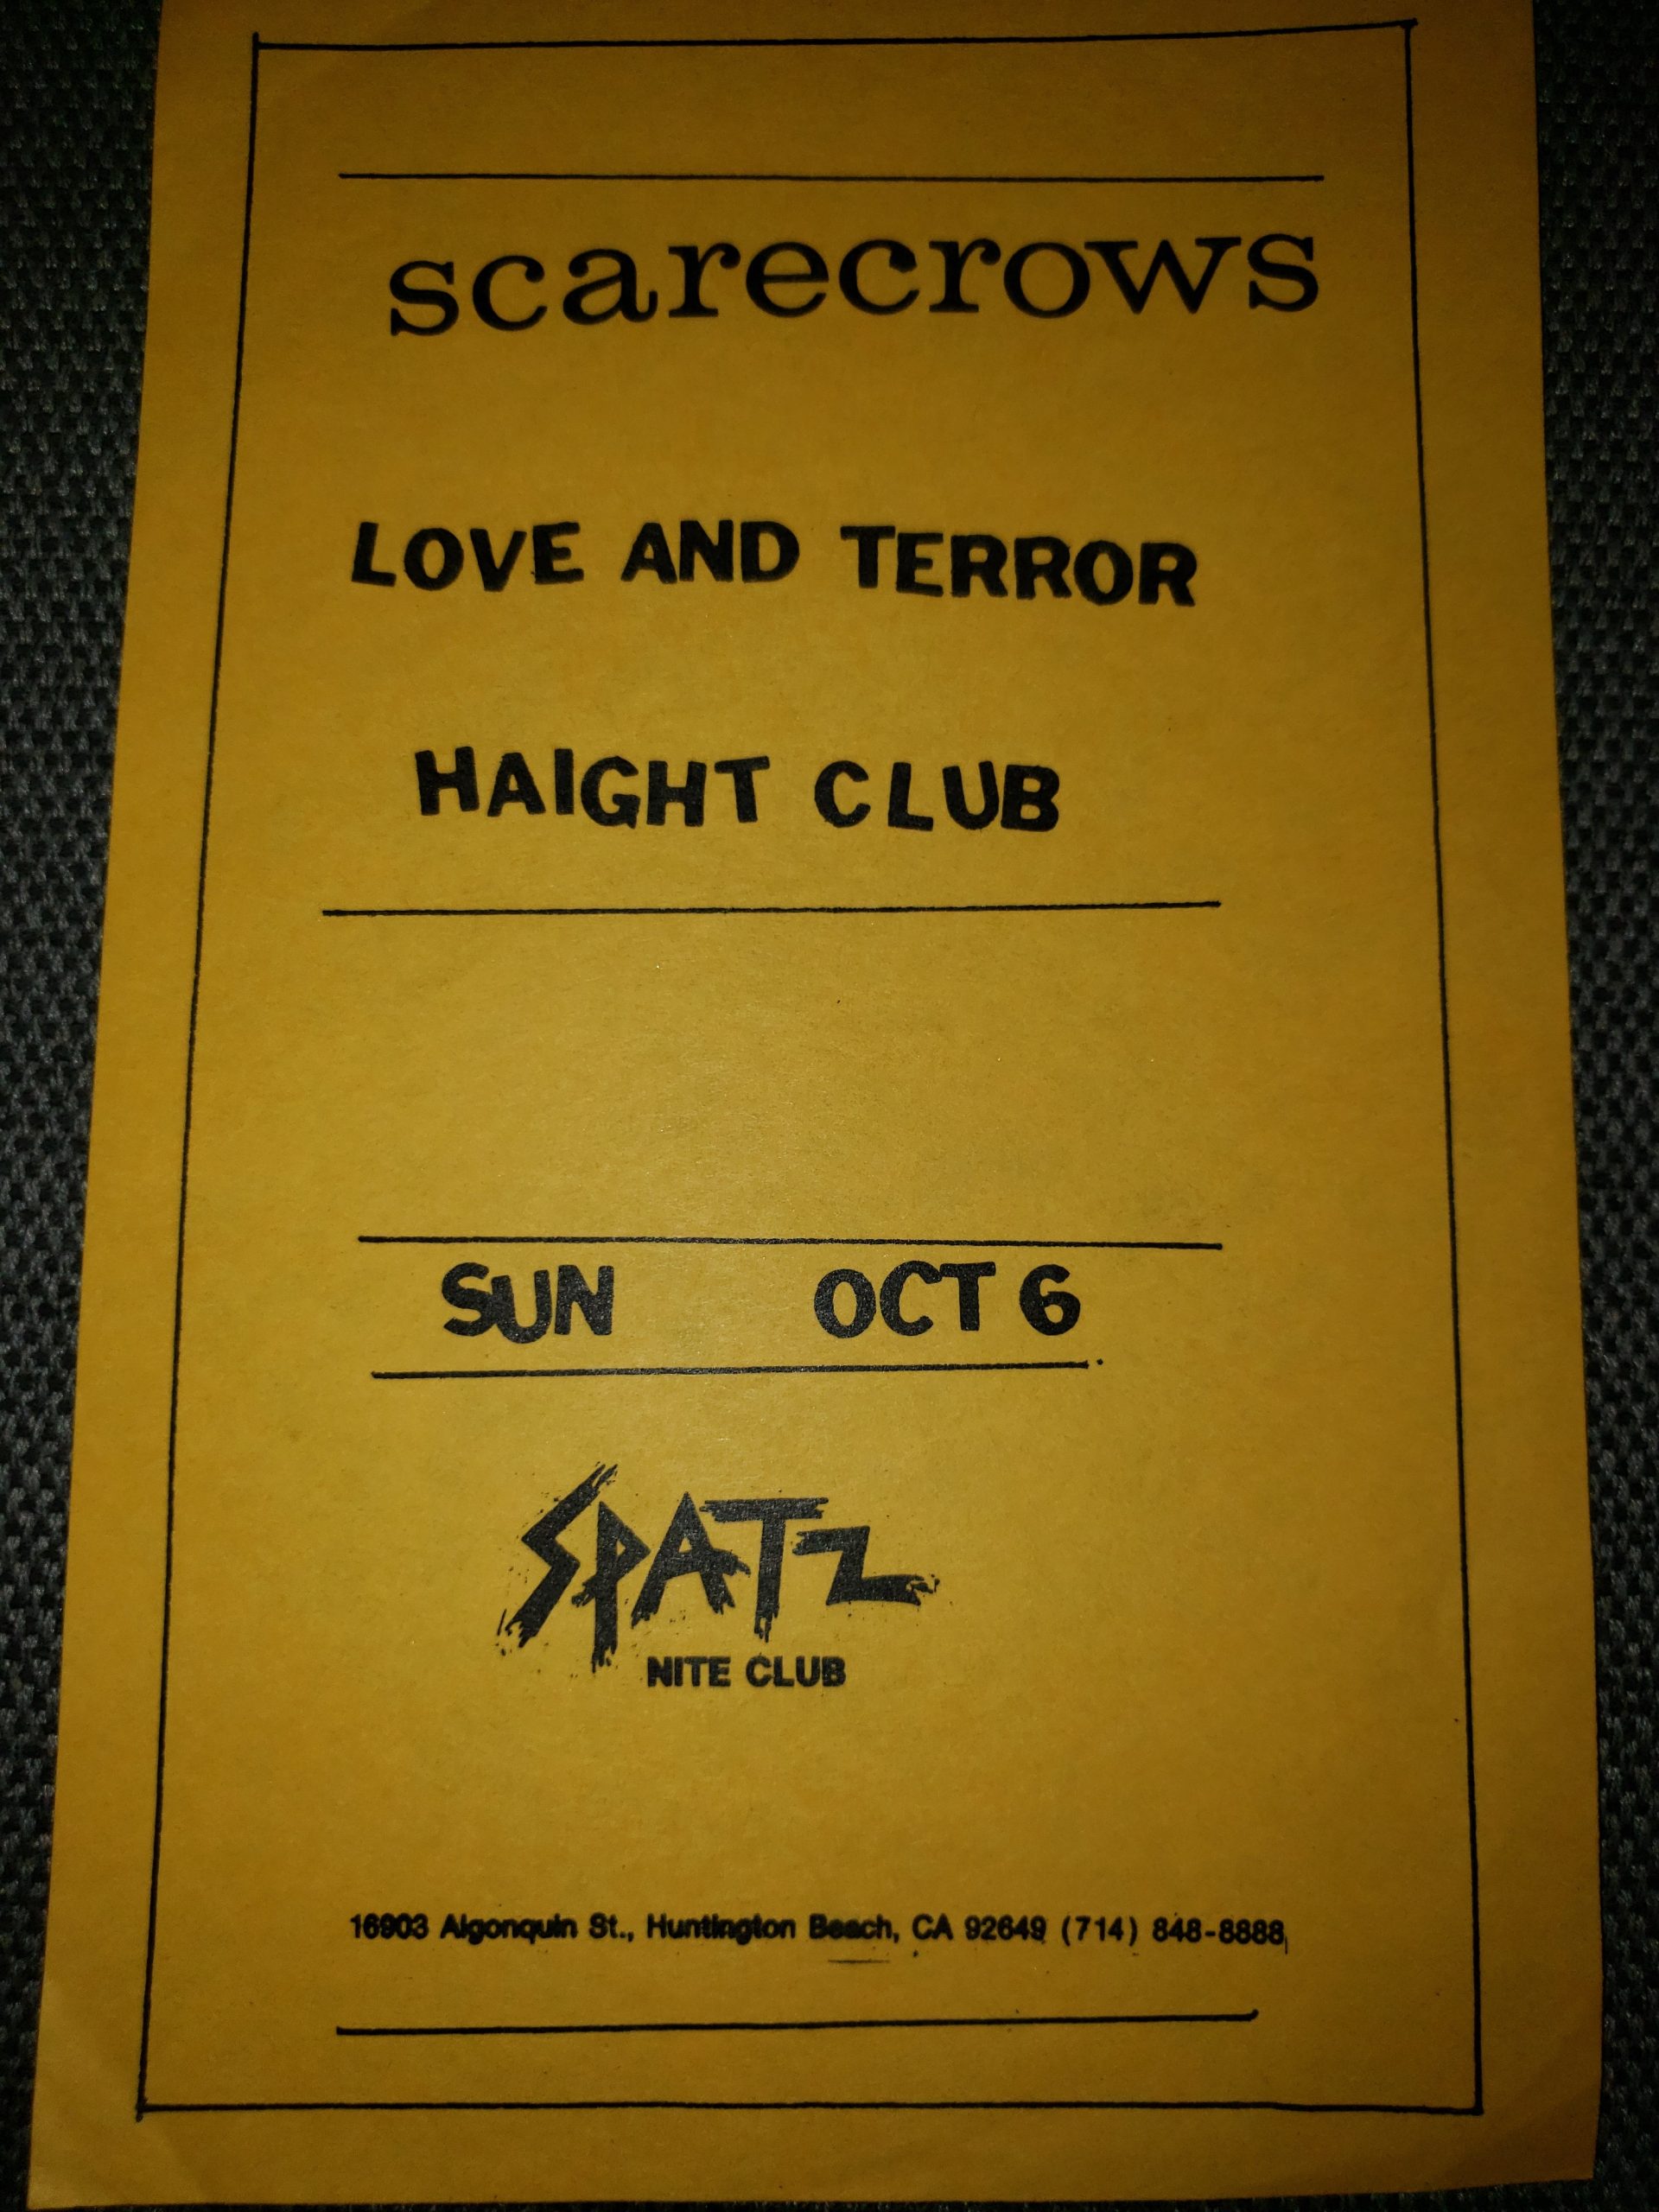 scarecrows
LOVE AND TERROR
HAIGHT CLUB
SUN OCT 6
SPATZ
NITE CLUB
16903 Algonquin St., Huntington Beach, CA 92649 (714) 848-8888